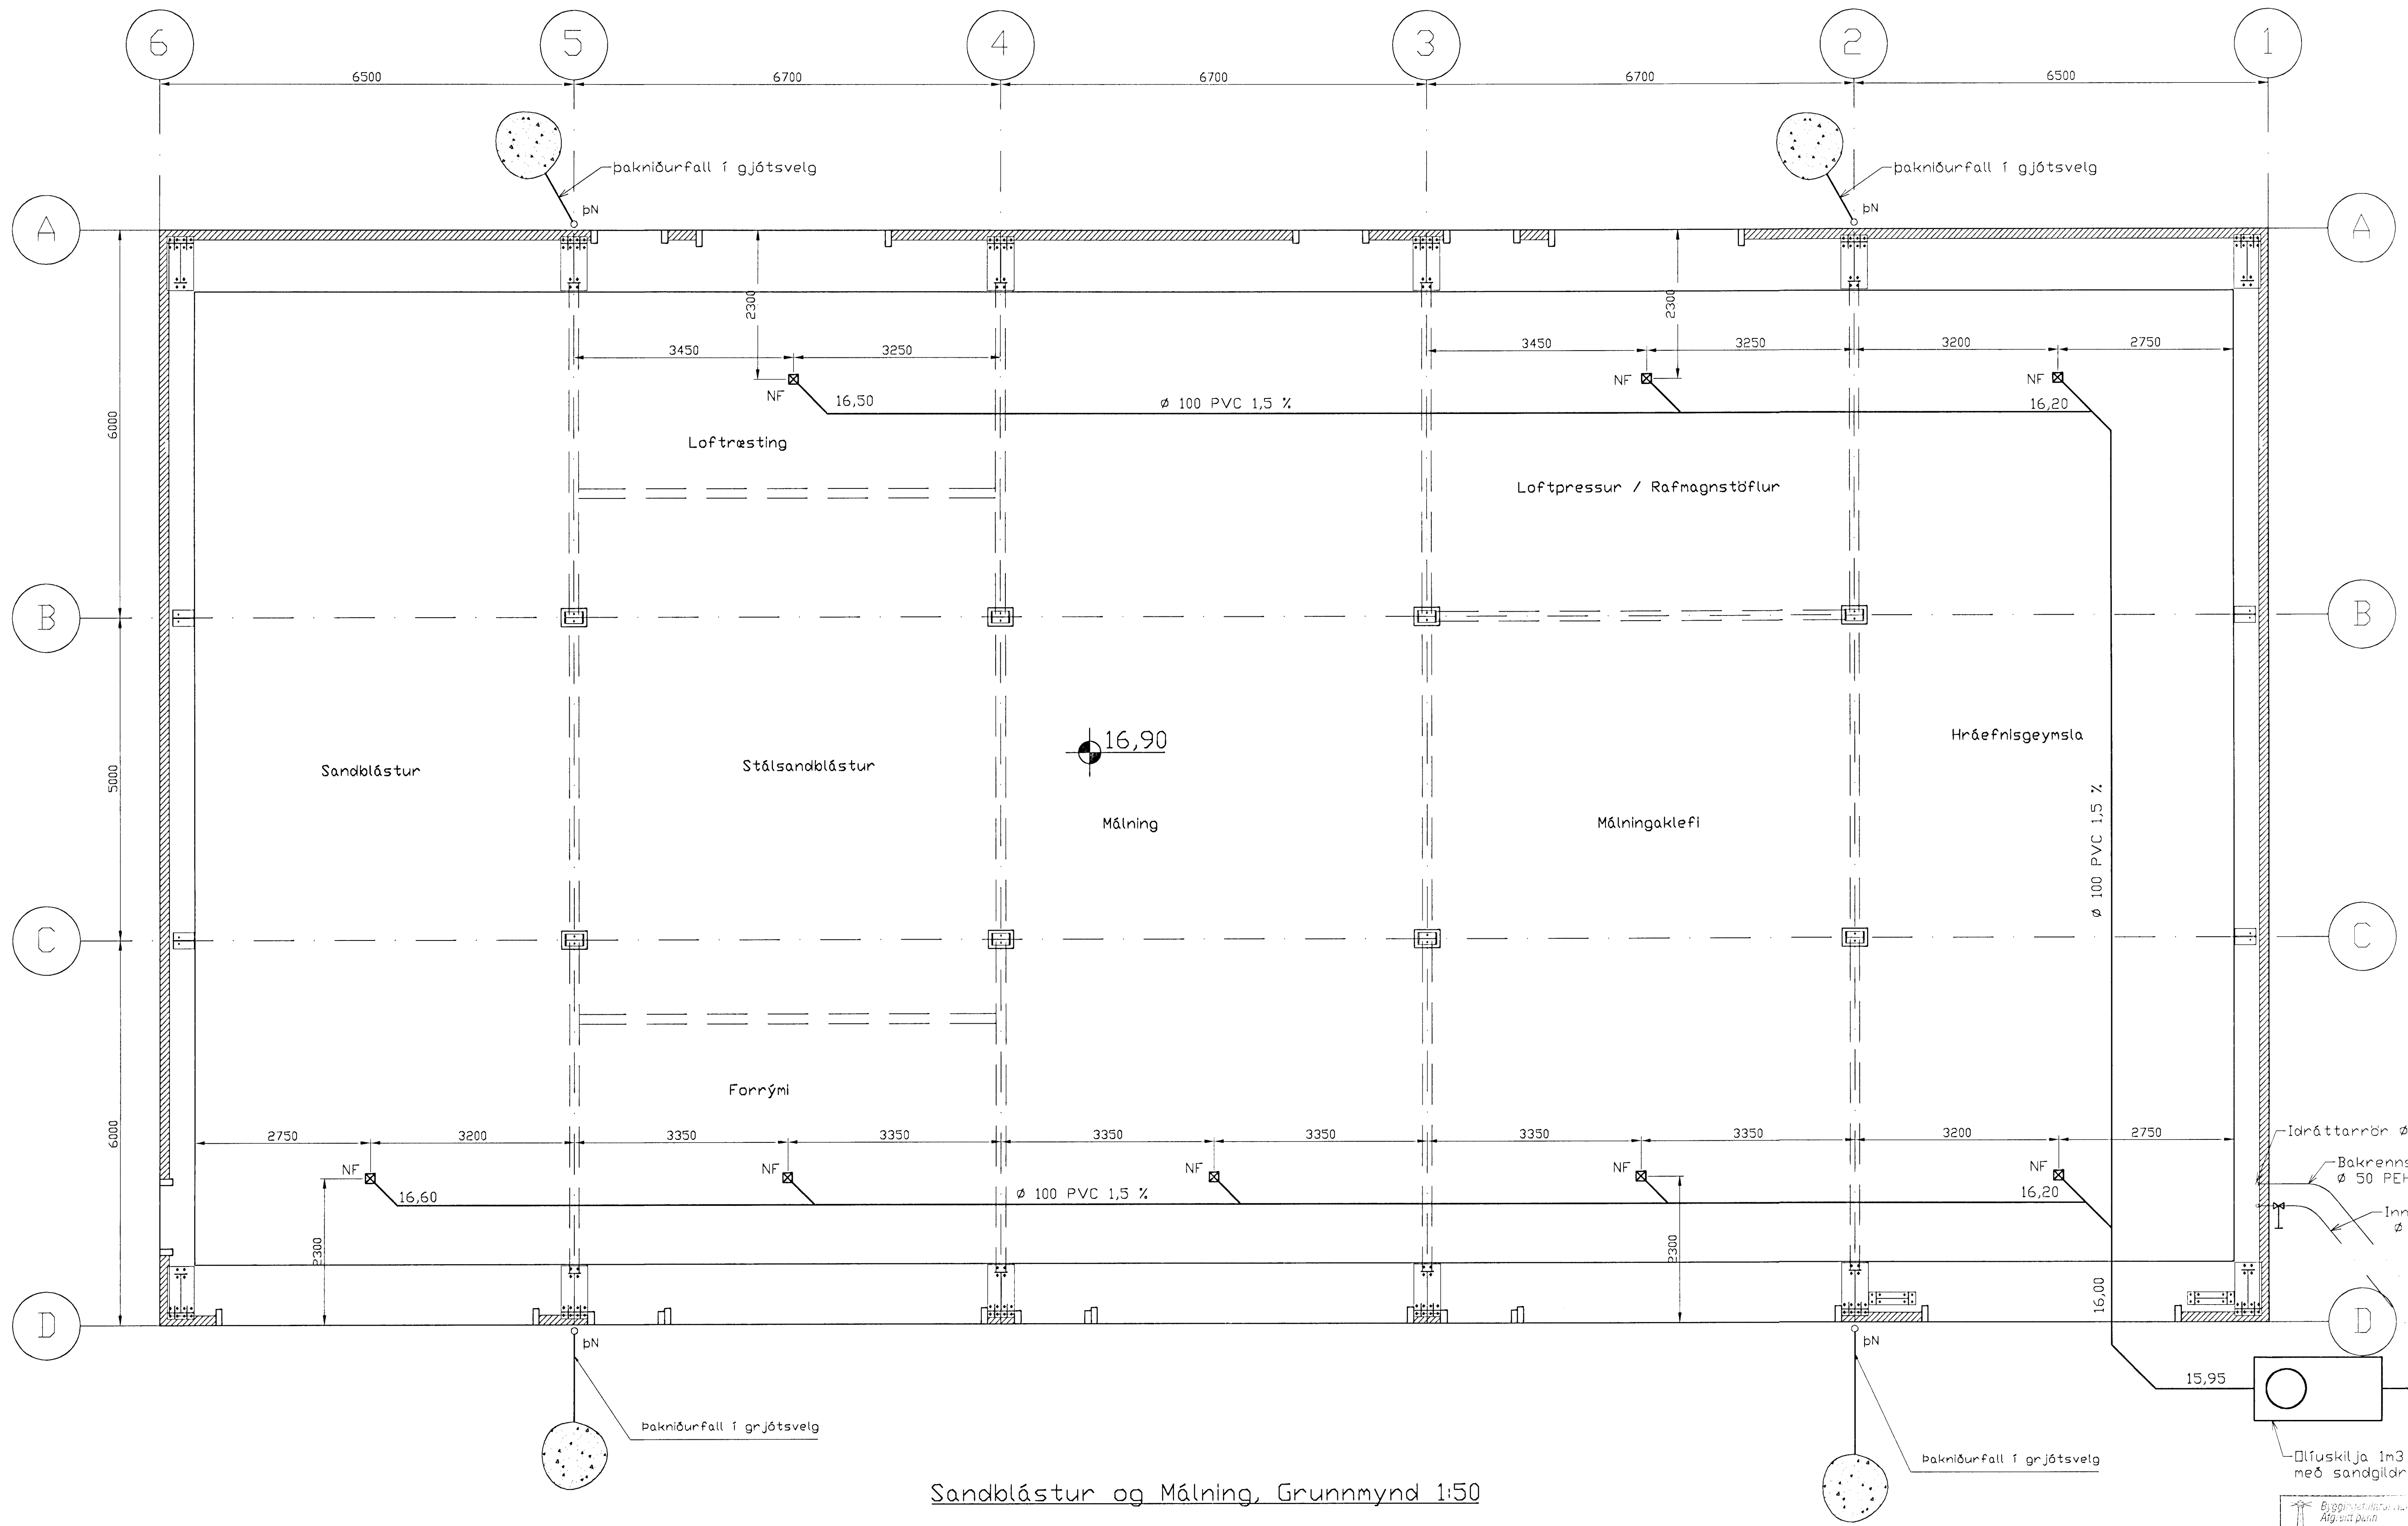 6 5 4 3 2 1
6500 6700 6700 6700 6500
þakniðurfall í gjótsvelg
þakniðurfall í gjótsvelg
þN
þN
A
A
2300
2300
3450 3250
3450 3250 3200 2750
NF
NF
NF
16,50
Ø 100 PVC 1,5 %
16,20
6000
Loftræsting
Loftpressur / Rafmagnstöflur
B
B
16,90
Hráefnisgeymsla
Sandblástur
Stálsandblástur
5000
Málning
Málningaklefi
Ø 100 PVC 1,5 %
C
C
Forrými
6000
2750 3200 3350 3350 3350 3350 3350 3350 3200 2750
Idráttarrör Ø
NF
NF
NF
NF
NF
Ø 50
16,60
Ø 100 PVC 1,5 %
16,20
2300
2300
16,00
D
D
þN
þN
15,95
Þakniðurfall í grjótsvelg
Þakniðurfall í grjótsvelg
Olíuskilja 1m3
með
Sandblástur og Málning, Grunnmynd 1:50